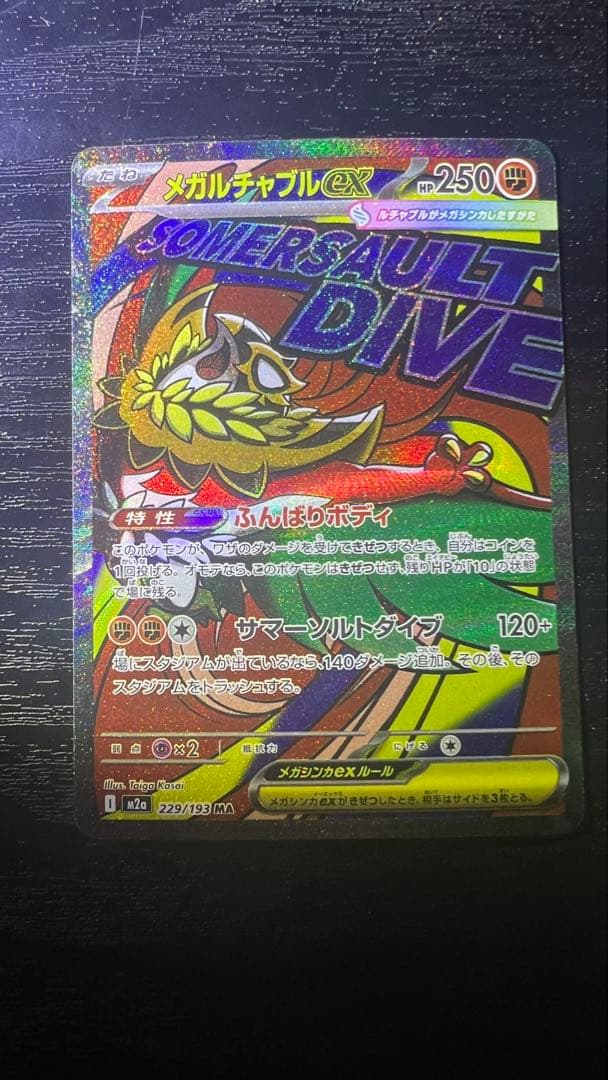 たね
メガルチャブルex HP250
ルチャブルがメガシンカしたすがた
SOMERSAULT
DIVE
特性 ふんばりボディ
このポケモンが、ワザのダメージを受けてきぜつするとき、自分はコインを
1回投げる。オモテなら、このポケモンはきぜつせず、残りHPが「10」の状態
で場に残る。
サマーソルトダイブ 120+
場にスタジアムが出ているなら、140ダメージ追加。その後、その
スタジアムをトラッシュする。
弱点 ×2 抵抗力 にげる
メガシンカexルール
メガシンカexがきぜつしたとき、相手はサイドを3枚とる。
Illus. Taiga Kasai
I m2a 229/193 MA